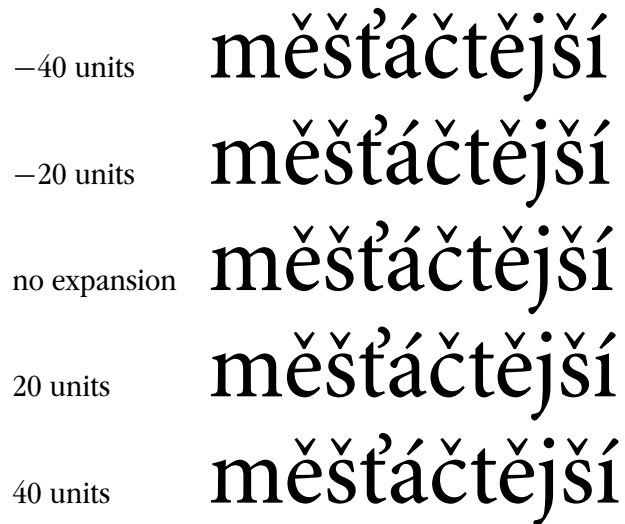 −40 units měšťáčtější
−20 units měšťáčtější
no expansion měšťáčtější
20 units měšťáčtější
40 units měšťáčtější